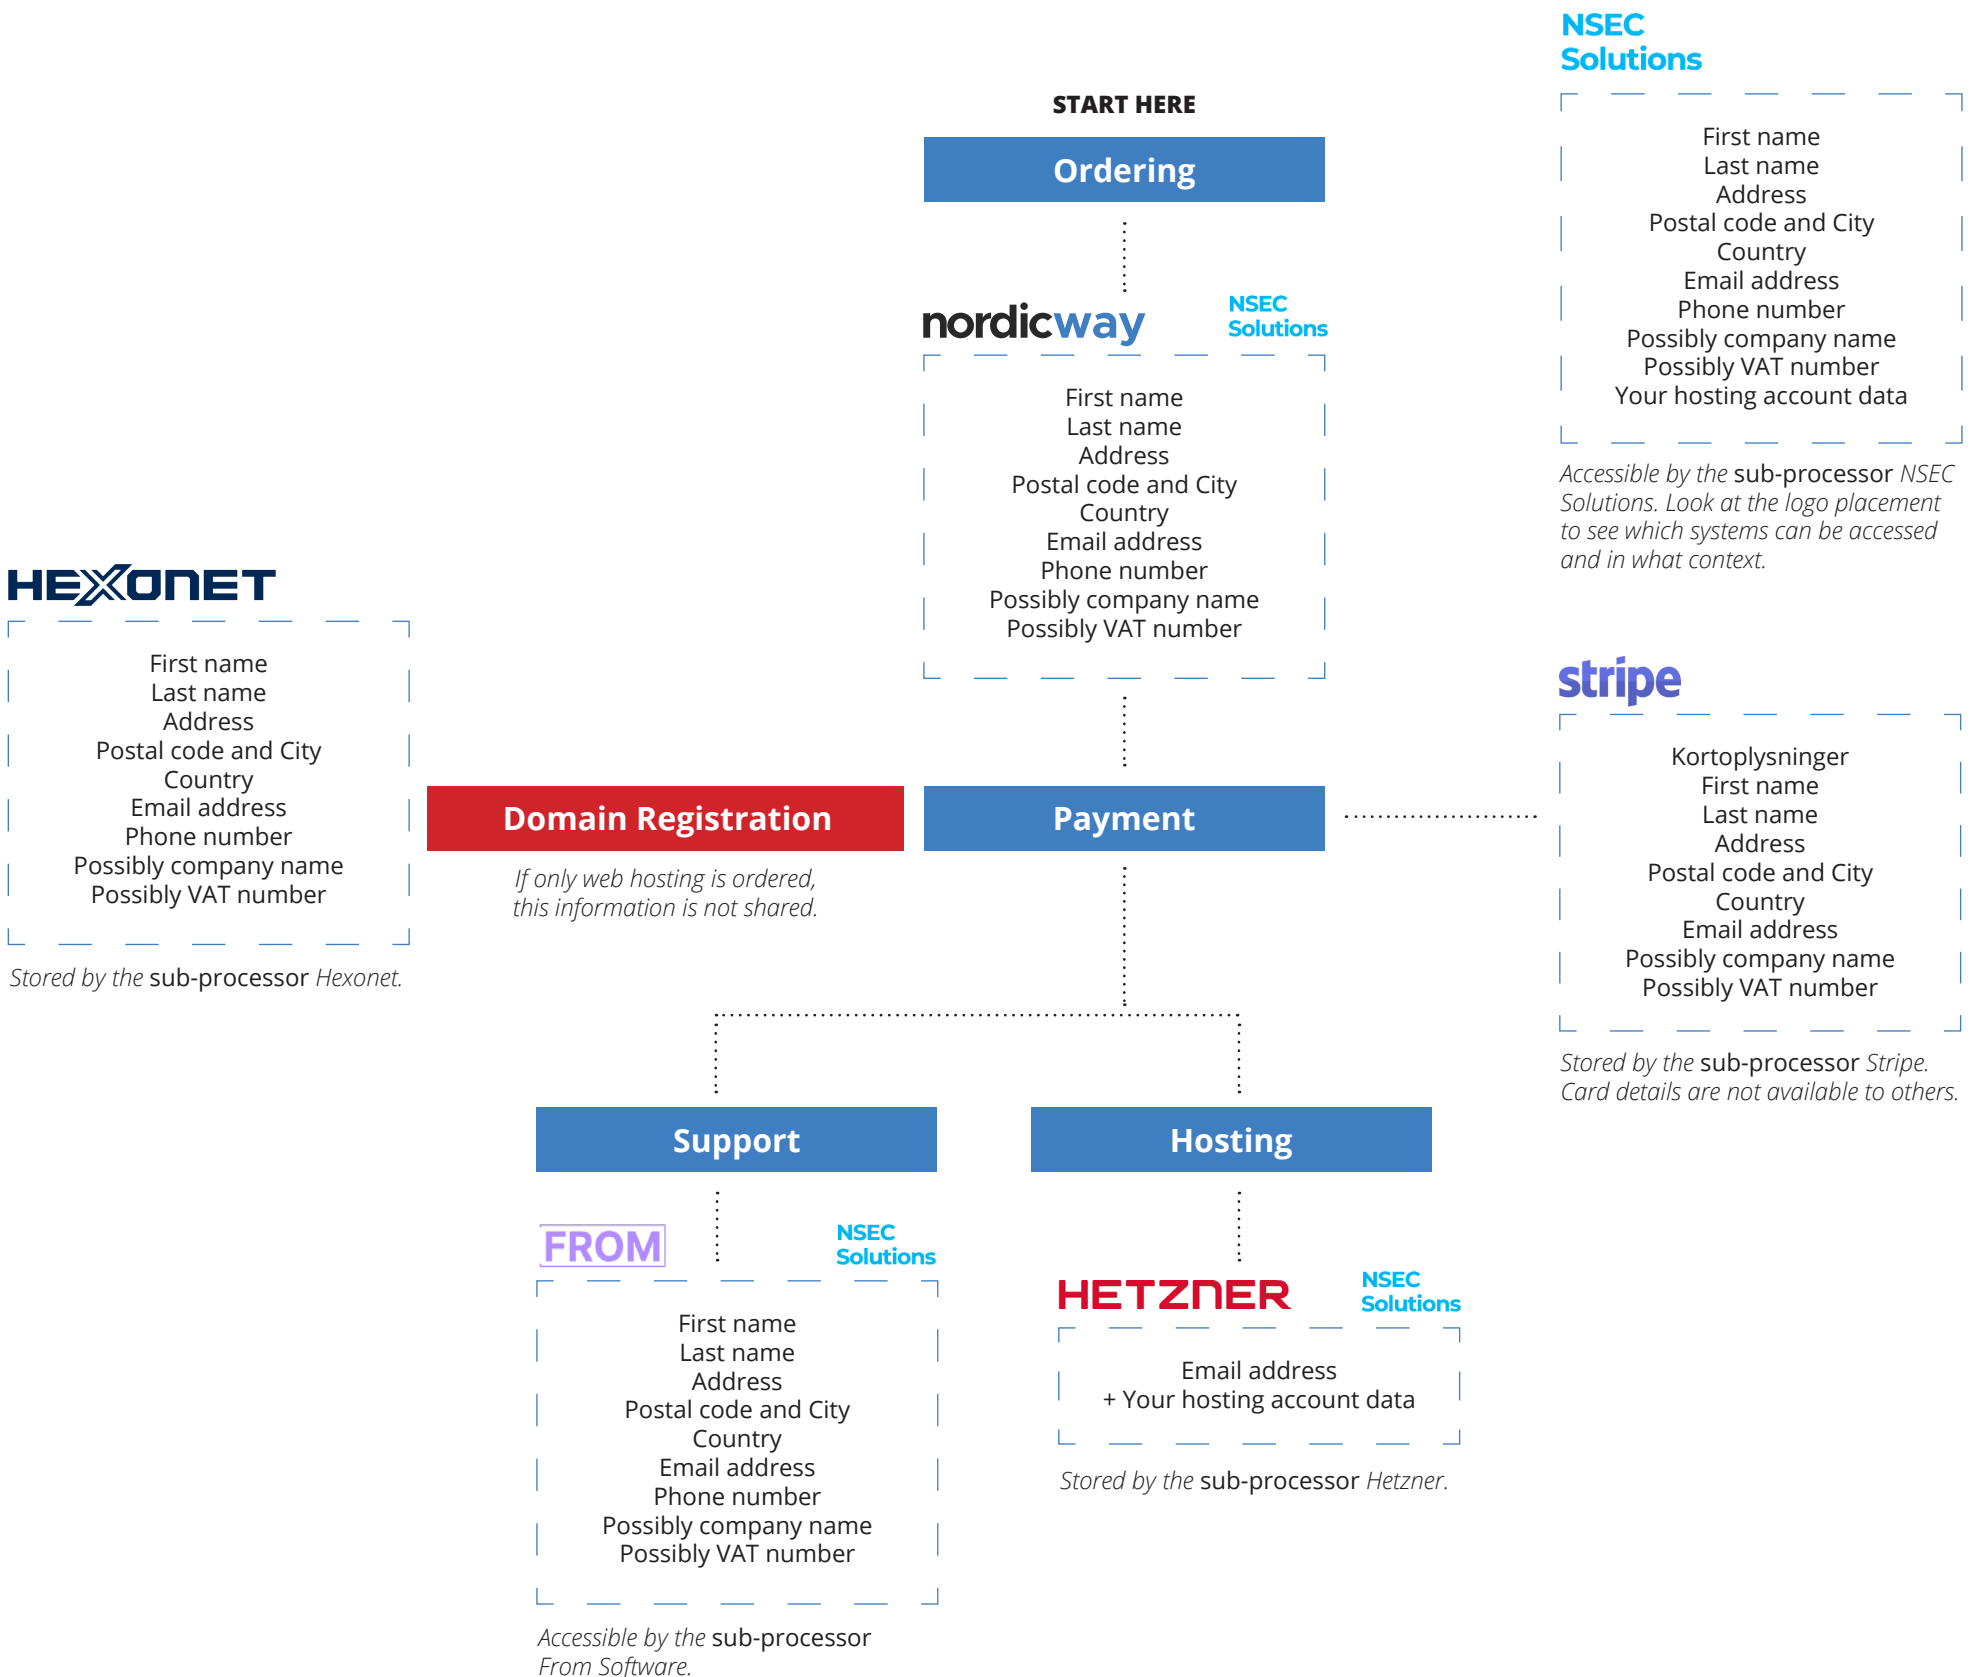 NSEC
Solutions
First name
Last name
Address
Postal code and City
Country
Email address
Phone number
Possibly company name
Possibly VAT number
Your hosting account data
Accessible by the sub-processor NSEC
Solutions. Look at the logo placement
to see which systems can be accessed
and in what context.
START HERE
Ordering
nordicway
NSEC
Solutions
First name
Last name
Address
Postal code and City
Country
Email address
Phone number
Possibly company name
Possibly VAT number
HEXONET
First name
Last name
Address
Postal code and City
Country
Email address
Phone number
Possibly company name
Possibly VAT number
Stored by the sub-processor Hexonet.
Domain Registration
If only web hosting is ordered,
this information is not shared.
Payment
stripe
Kortoplysninger
First name
Last name
Address
Postal code and City
Country
Email address
Possibly company name
Possibly VAT number
Stored by the sub-processor Stripe.
Card details are not available to others.
Support
FROM
NSEC
Solutions
First name
Last name
Address
Postal code and City
Country
Email address
Phone number
Possibly company name
Possibly VAT number
Accessible by the sub-processor
From Software.
Hosting
HETZNER
NSEC
Solutions
Email address
+ Your hosting account data
Stored by the sub-processor Hetzner.